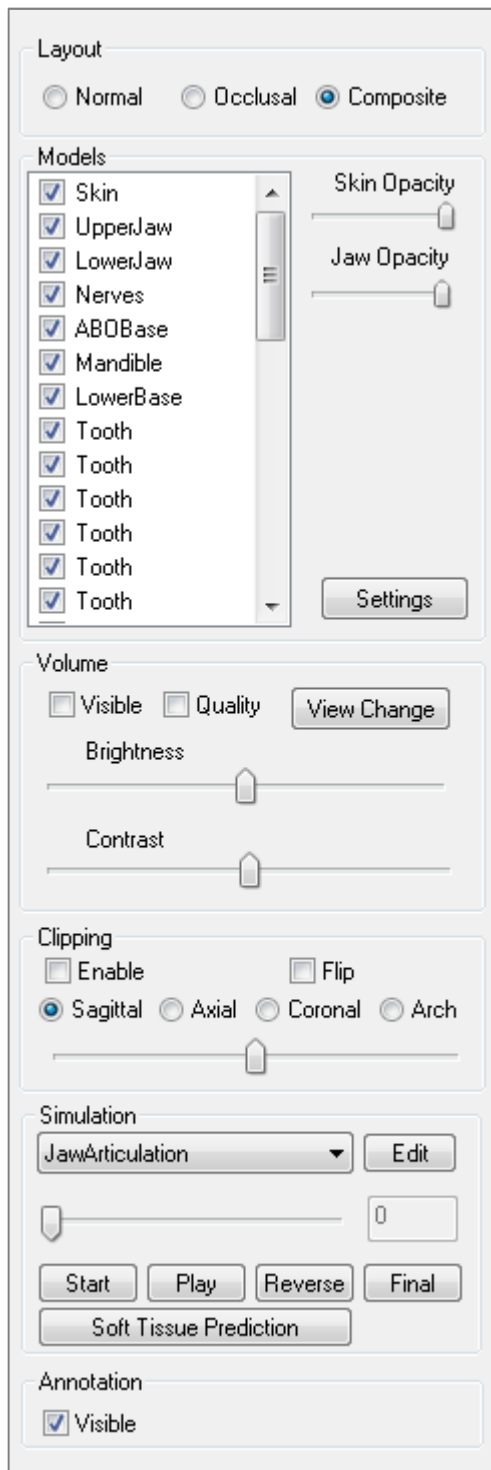 Layout
Normal Occlusal Composite
Models
Skin
UpperJaw
LowerJaw
Nerves
ABOBase
Mandible
LowerBase
Tooth
Tooth
Tooth
Tooth
Tooth
Tooth
Skin Opacity
Jaw Opacity
Settings
Volume
Visible Quality View Change
Brightness
Contrast
Clipping
Enable Flip
Sagittal Axial Coronal Arch
Simulation
JawArticulation Edit
0
Start Play Reverse Final
Soft Tissue Prediction
Annotation
Visible